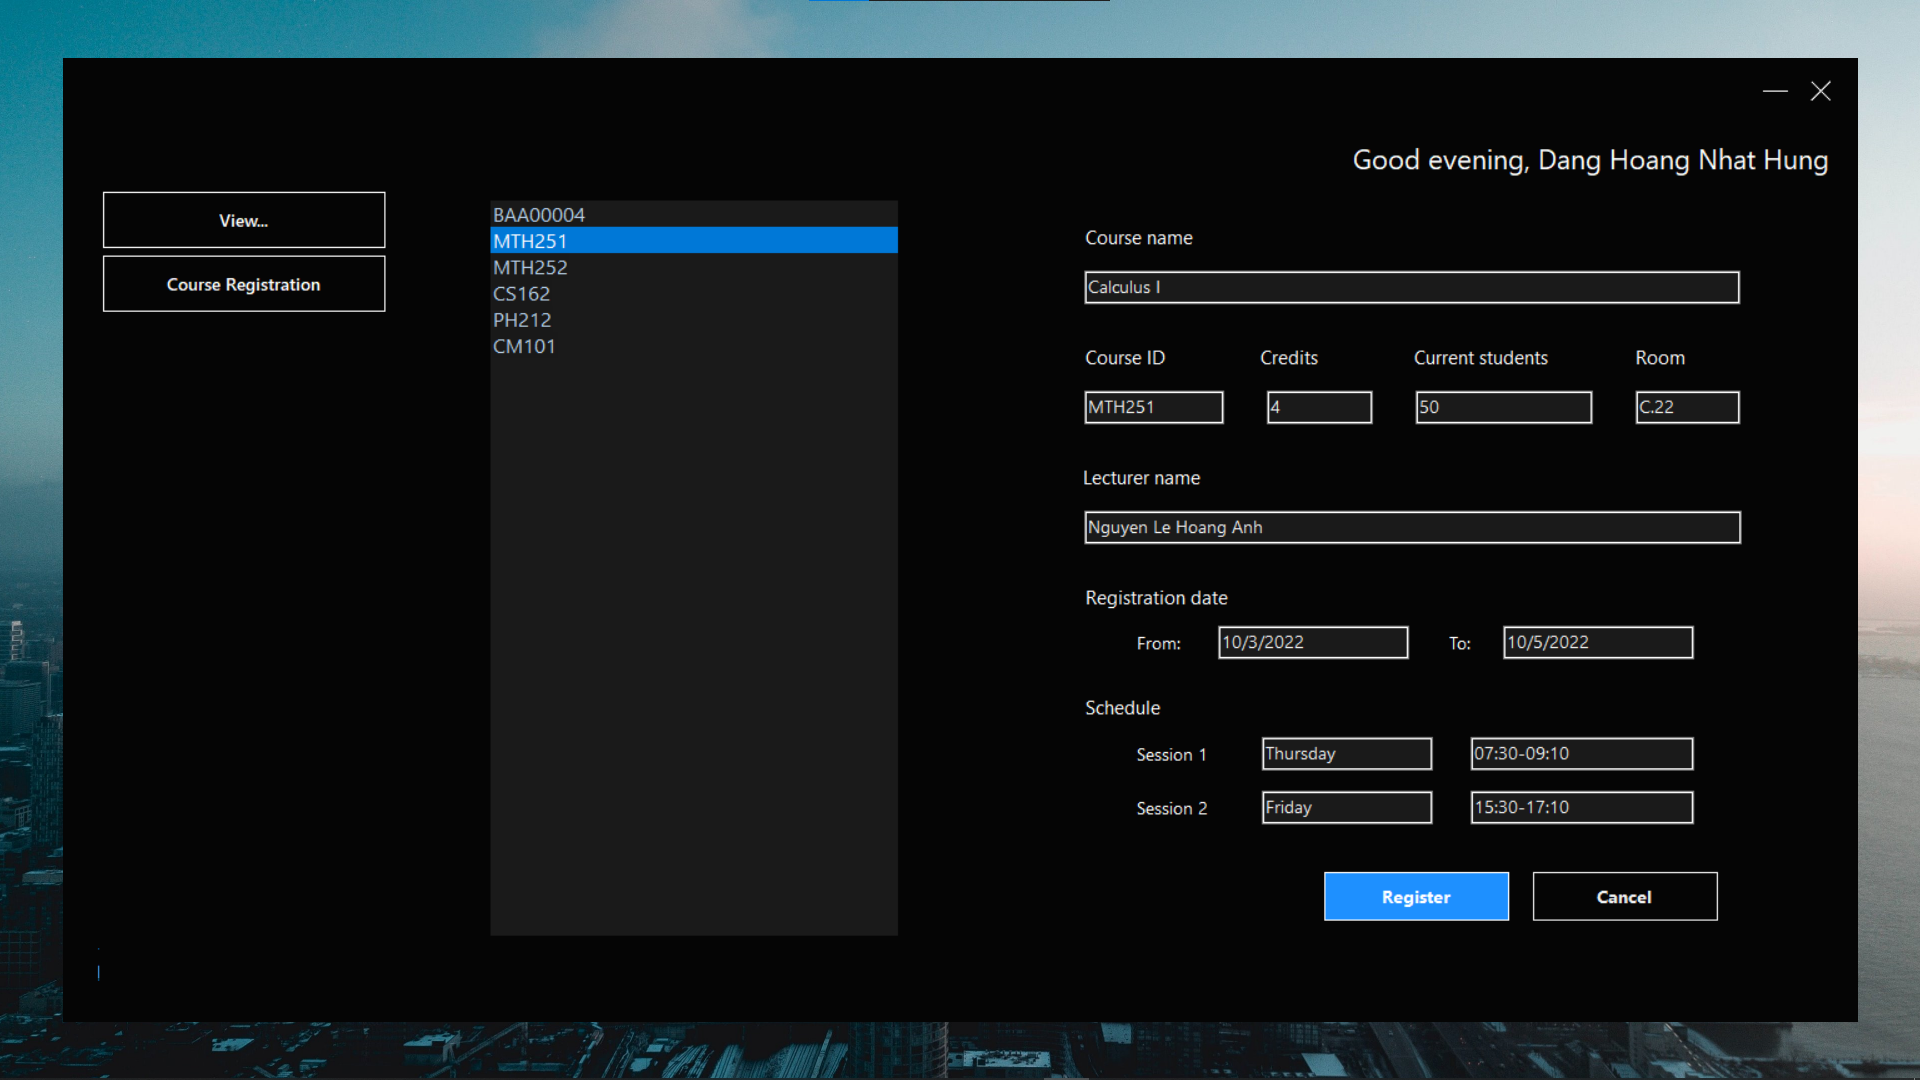 Good evening, Dang Hoang Nhat Hung
View...
Course Registration
BAA00004
MTH251
MTH252
CS162
PH212
CM101
Course name
Calculus I
Course ID Credits Current students Room
MTH251 4 50 C.22
Lecturer name
Nguyen Le Hoang Anh
Registration date
From: 10/3/2022 To: 10/5/2022
Schedule
Session 1 Thursday 07:30-09:10
Session 2 Friday 15:30-17:10
Register Cancel